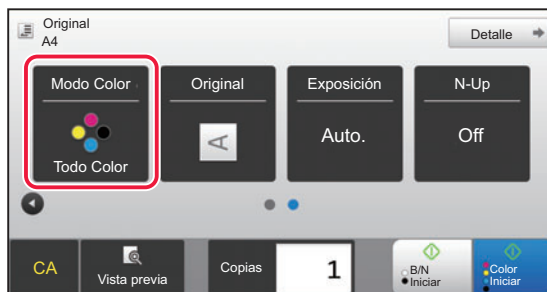 Original
A4
Detalle
Modo Color
Original
Exposición
N-Up
Auto.
Off
Todo Color
CA
Vista previa
Copias
1
B/N
Iniciar
Color
Iniciar